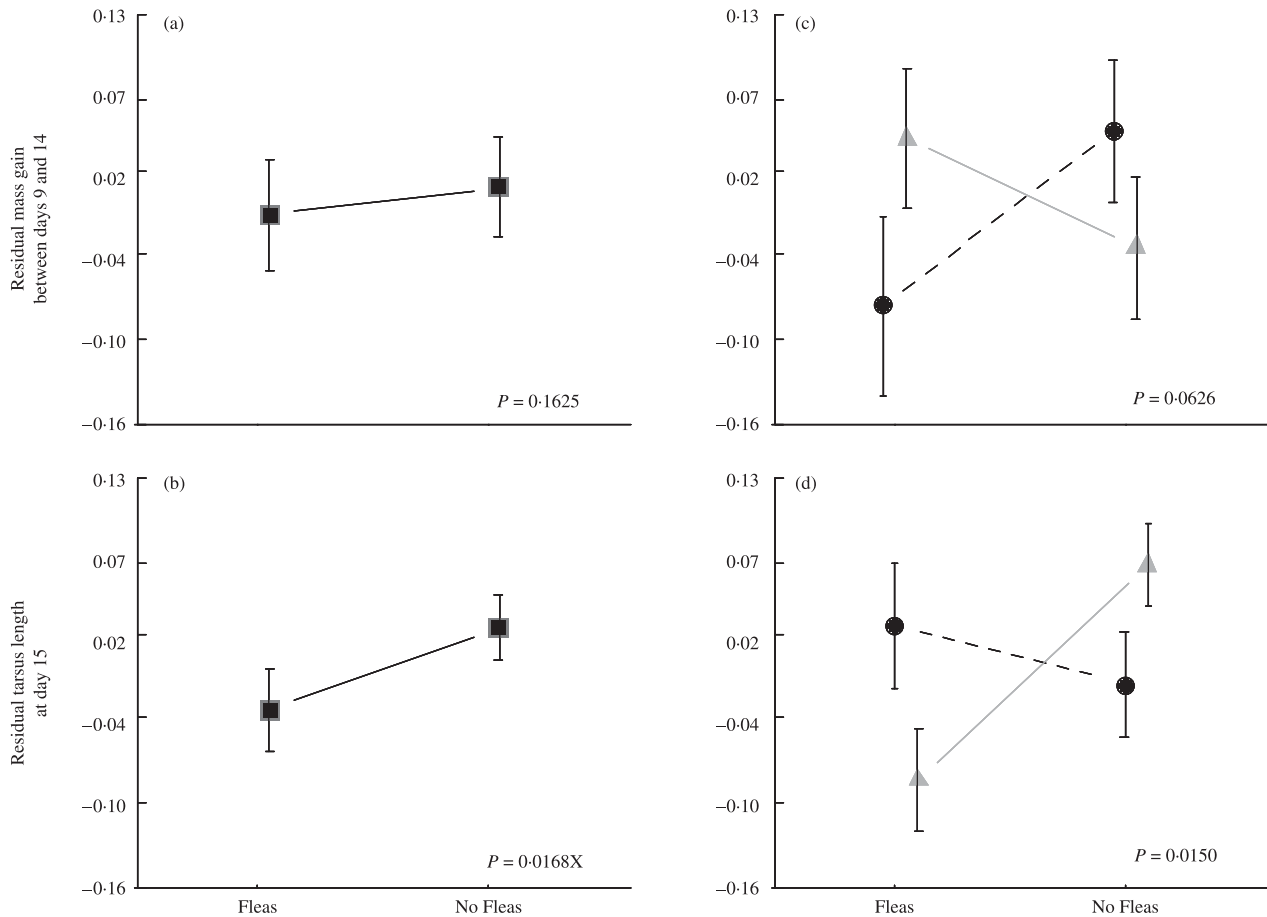 0·13
(a)
0·07
0·02
–0·04
–0·10
–0·16
P = 0·1625
Residual mass gain
between days 9 and 14
0·13
(c)
0·07
0·02
–0·04
–0·10
–0·16
P = 0·0626
0·13
(b)
0·07
0·02
–0·04
–0·10
–0·16
P = 0·0168X
Residual tarsus length
at day 15
Fleas
No Fleas
0·13
(d)
0·07
0·02
–0·04
–0·10
–0·16
P = 0·0150
Fleas
No Fleas